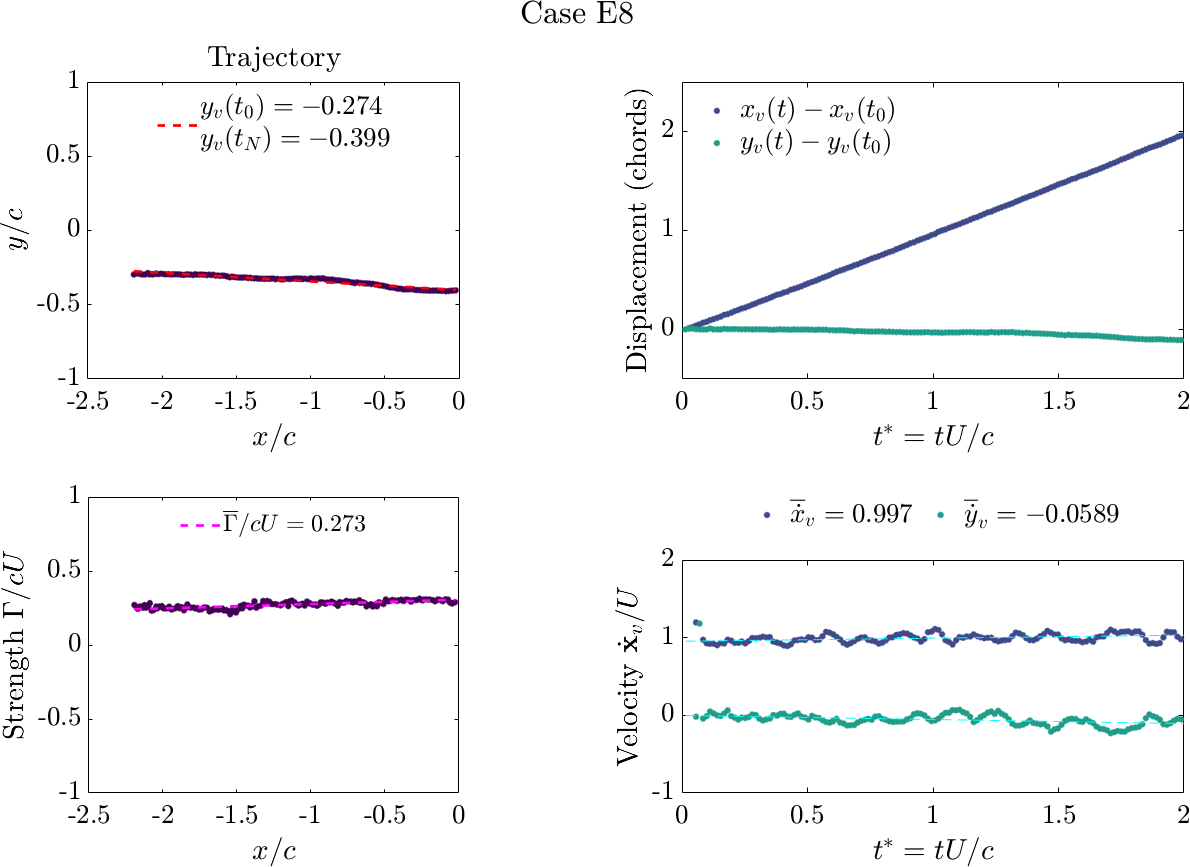 Case E8
Trajectory
y_v(t_0) = −0.274
y_v(t_N) = −0.399
1
0.5
0
-0.5
-1
y/c
-2.5 -2 -1.5 -1 -0.5 0
x/c
x_v(t) − x_v(t_0)
y_v(t) − y_v(t_0)
2
1
0
Displacement (chords)
0 0.5 1 1.5 2
t* = tU/c
Γ̅/cU = 0.273
1
0.5
0
-0.5
-1
Strength Γ/cU
-2.5 -2 -1.5 -1 -0.5 0
x/c
ẋ̅_v = 0.997 ẏ̅_v = −0.0589
2
1
0
-1
Velocity ẋ_v/U
0 0.5 1 1.5 2
t* = tU/c